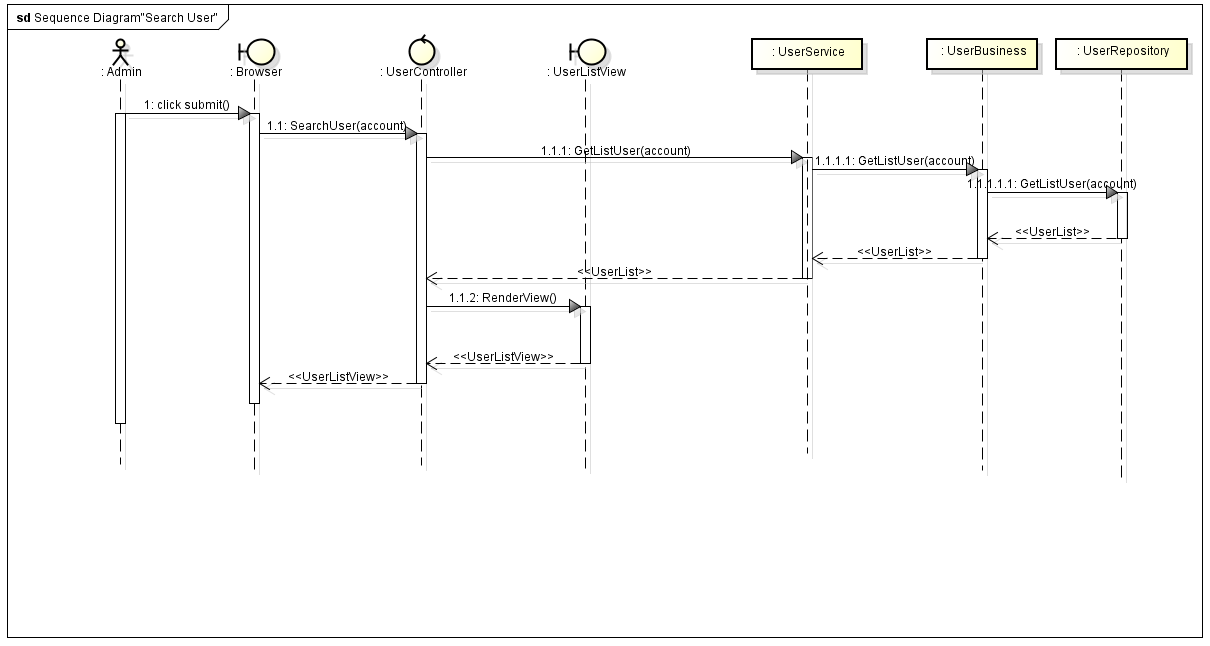 sd Sequence Diagram"Search User"
: Admin
: Browser
: UserController
: UserListView
: UserService
: UserBusiness
: UserRepository
1: click submit()
1.1: SearchUser(account)
1.1.1: GetListUser(account)
1.1.1.1: GetListUser(account)
1.1.1.1.1: GetListUser(account)
<<UserList>>
<<UserList>>
<<UserList>>
1.1.2: RenderView()
<<UserListView>>
<<UserListView>>